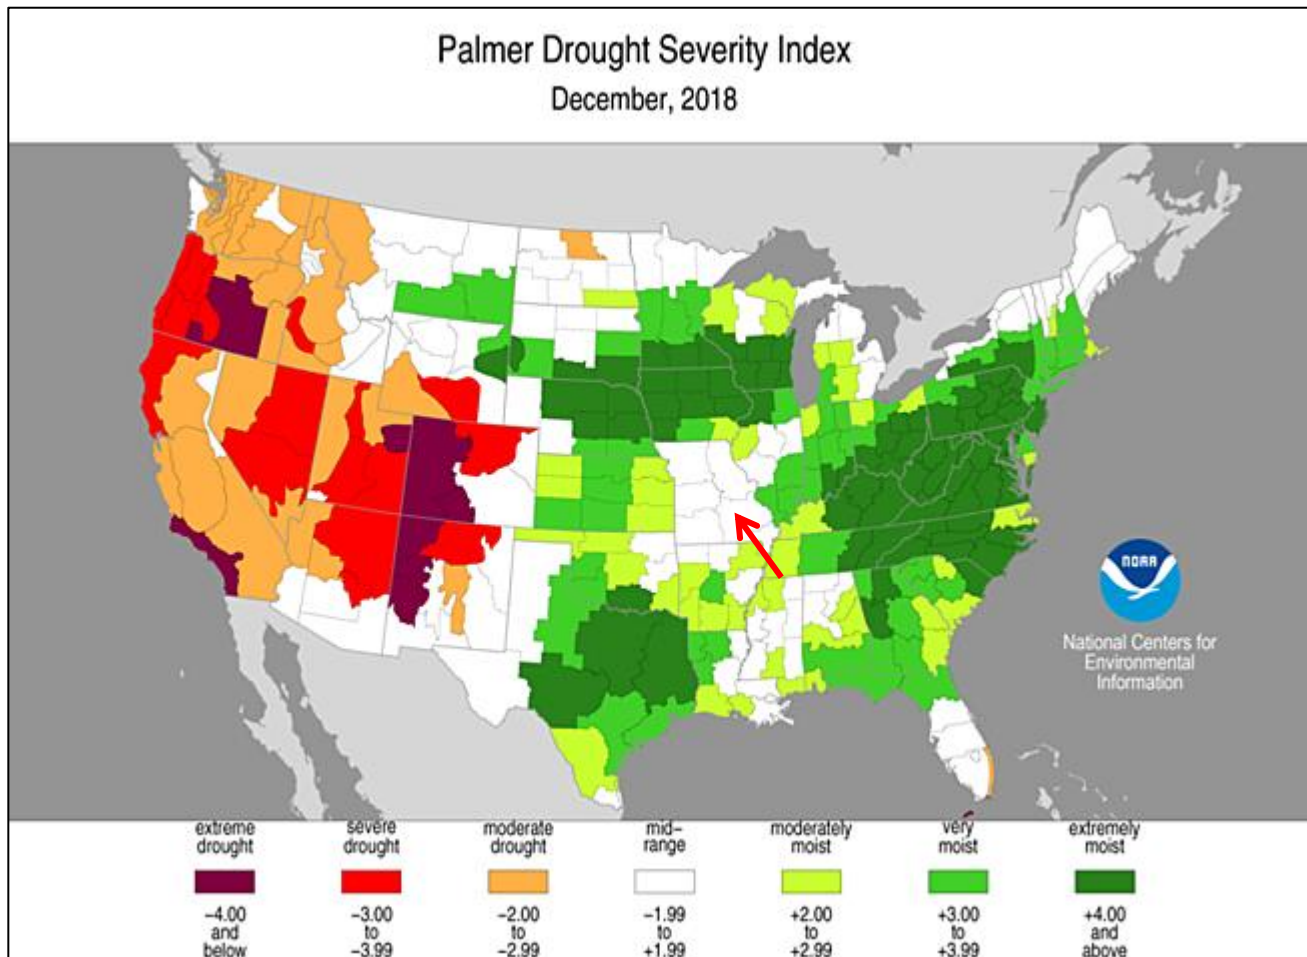 Palmer Drought Severity Index
December, 2018
NOAA
National Centers for
Environmental
Information
extreme
drought
severe
drought
moderate
drought
mid-
range
moderately
moist
very
moist
extremely
moist
-4.00
and
below
-3.00
to
-3.99
-2.00
to
-2.99
-1.99
to
+1.99
+2.00
to
+2.99
+3.00
to
+3.99
+4.00
and
above